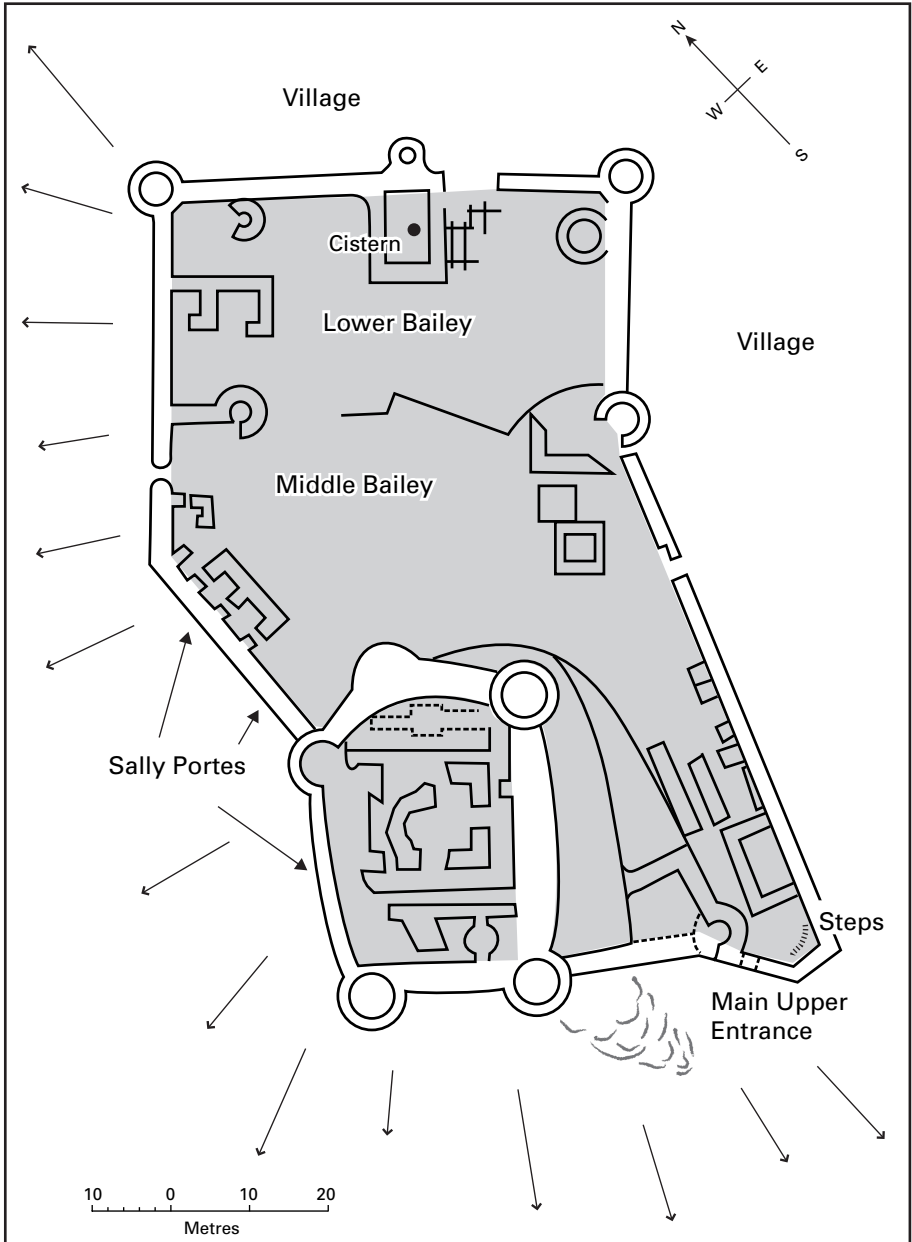 N
E
W
S
Village
Cistern
Lower Bailey
Village
Middle Bailey
Sally Portes
Steps
Main Upper
Entrance
10 0 10 20
Metres